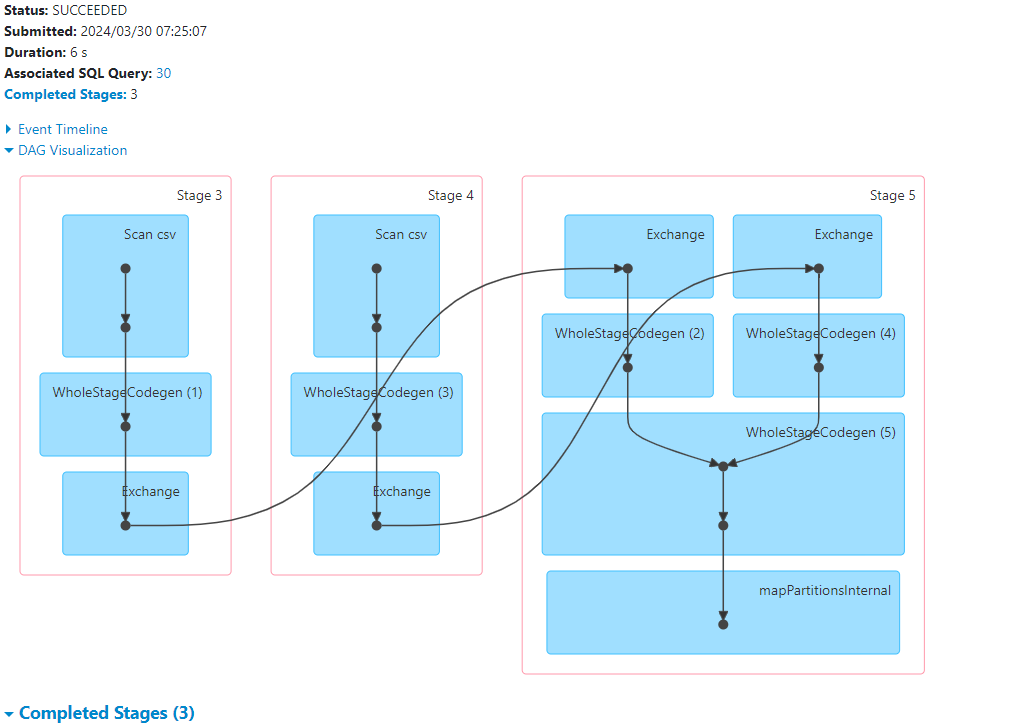 Status: SUCCEEDED
Submitted: 2024/03/30 07:25:07
Duration: 6 s
Associated SQL Query: 30
Completed Stages: 3
Event Timeline
DAG Visualization
Stage 3
Scan csv
WholeStageCodegen (1)
Exchange
Stage 4
Scan csv
WholeStageCodegen (3)
Exchange
Stage 5
Exchange
Exchange
WholeStageCodegen (2)
WholeStageCodegen (4)
WholeStageCodegen (5)
mapPartitionsInternal
Completed Stages (3)